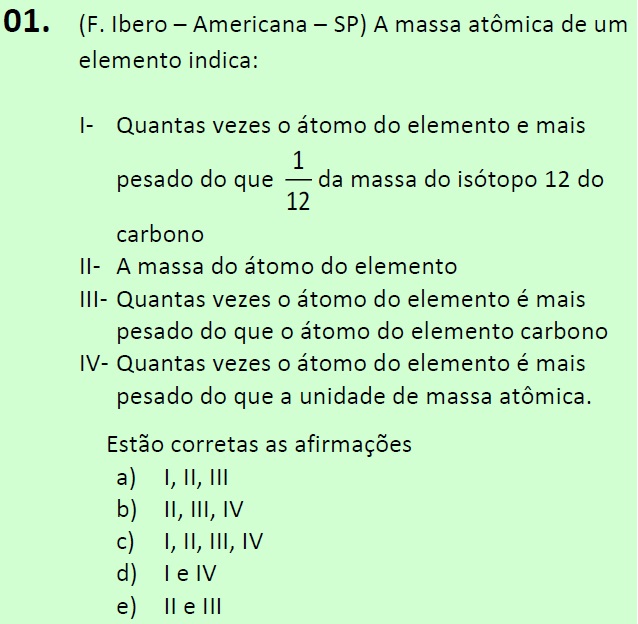 01. (F. Ibero – Americana – SP) A massa atômica de um
elemento indica:
I- Quantas vezes o átomo do elemento e mais
pesado do que 1/12 da massa do isótopo 12 do
carbono
II- A massa do átomo do elemento
III- Quantas vezes o átomo do elemento é mais
pesado do que o átomo do elemento carbono
IV- Quantas vezes o átomo do elemento é mais
pesado do que a unidade de massa atômica.
Estão corretas as afirmações
a) I, II, III
b) II, III, IV
c) I, II, III, IV
d) I e IV
e) II e III